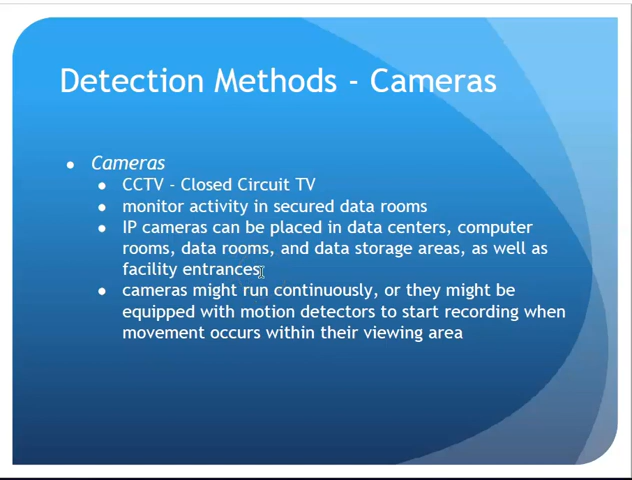 Detection Methods - Cameras
● Cameras
● CCTV - Closed Circuit TV
● monitor activity in secured data rooms
● IP cameras can be placed in data centers, computer
rooms, data rooms, and data storage areas, as well as
facility entrances
● cameras might run continuously, or they might be
equipped with motion detectors to start recording when
movement occurs within their viewing area